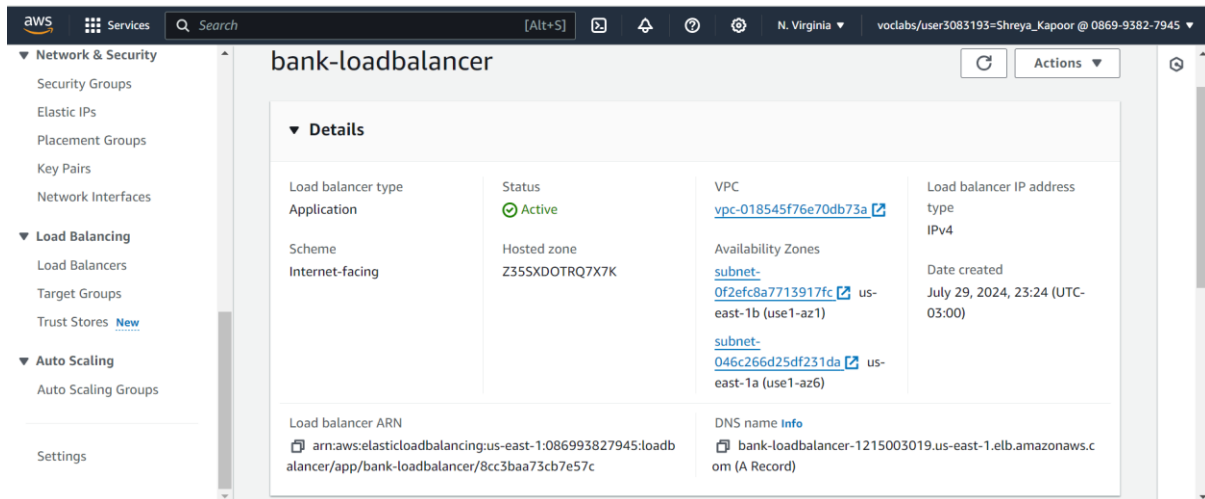 aws
Services
Search
[Alt+S]
N. Virginia
voclabs/user3083193=Shreya_Kapoor @ 0869-9382-7945
Network & Security
Security Groups
Elastic IPs
Placement Groups
Key Pairs
Network Interfaces
Load Balancing
Load Balancers
Target Groups
Trust Stores New
Auto Scaling
Auto Scaling Groups
Settings
bank-loadbalancer
Actions
Details
Load balancer type
Application
Status
Active
VPC
vpc-018545f76e70db73a
Load balancer IP address
type
IPv4
Scheme
Internet-facing
Hosted zone
Z35SXDOTRQ7X7K
Availability Zones
subnet-
0f2efc8a7713917fc us-
east-1b (use1-az1)
subnet-
046c266d25df231da us-
east-1a (use1-az6)
Date created
July 29, 2024, 23:24 (UTC-
03:00)
Load balancer ARN
arn:aws:elasticloadbalancing:us-east-1:086993827945:loadb
alancer/app/bank-loadbalancer/8cc3baa73cb7e57c
DNS name Info
bank-loadbalancer-1215003019.us-east-1.elb.amazonaws.c
om (A Record)